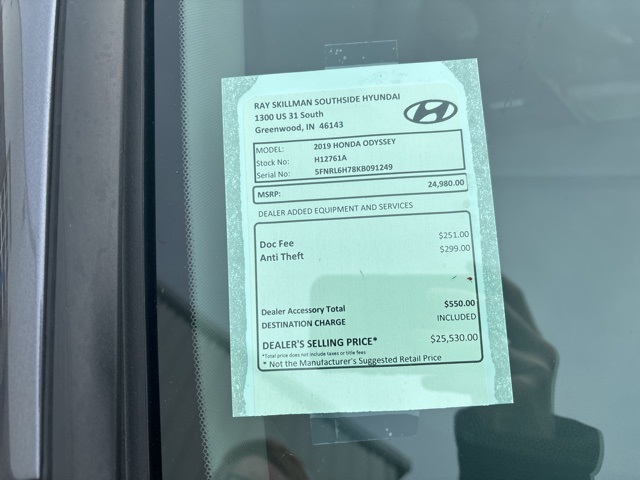 RAY SKILLMAN SOUTHSIDE HYUNDAI
1300 US 31 South
Greenwood, IN 46143
MODEL: 2019 HONDA ODYSSEY
Stock No: H12761A
Serial No: 5FNRL6H78KB091249
MSRP: 24,980.00
DEALER ADDED EQUIPMENT AND SERVICES
Doc Fee $251.00
Anti Theft $299.00
Dealer Accessory Total $550.00
DESTINATION CHARGE INCLUDED
DEALER'S SELLING PRICE* $25,530.00
*Total price does not include taxes or title fees
* Not the Manufacturer's Suggested Retail Price